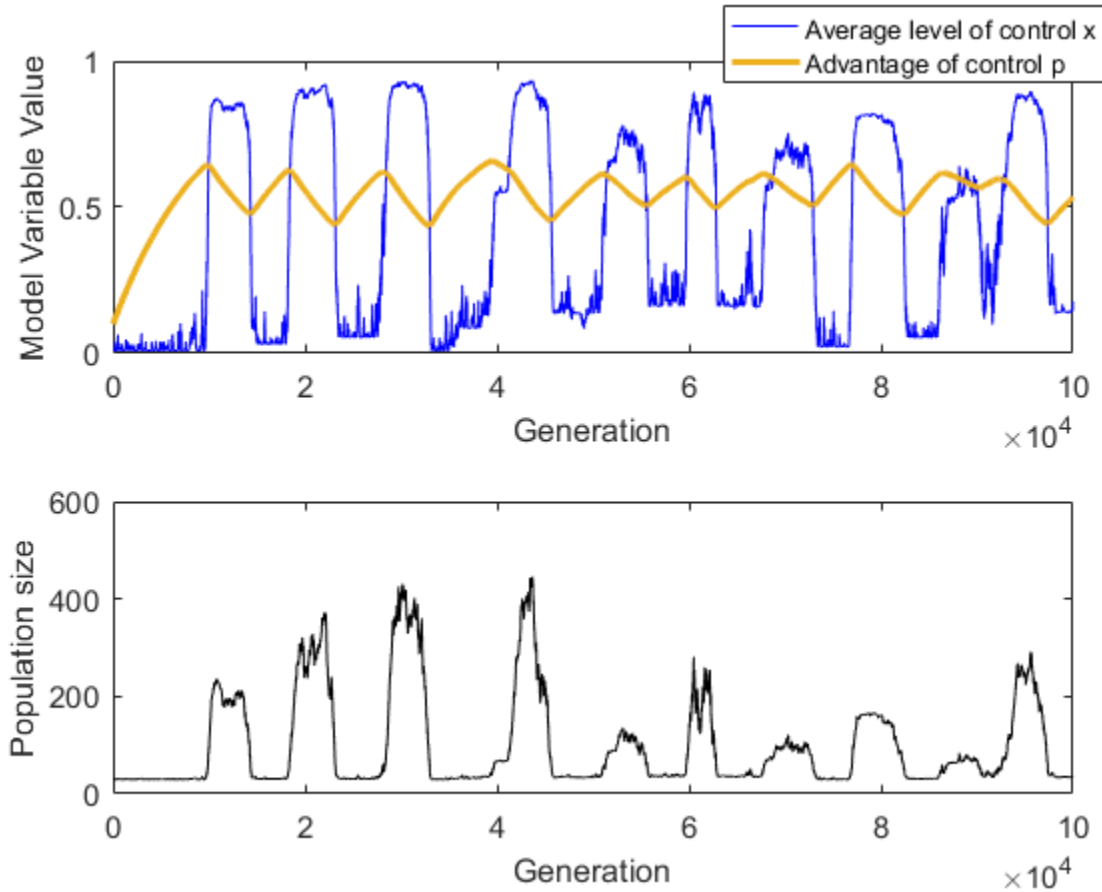 Average level of control x
Advantage of control p
Model Variable Value
1
0.5
0
0 2 4 6 8 10
Generation
×10^4
Population size
600
400
200
0
0 2 4 6 8 10
Generation
×10^4